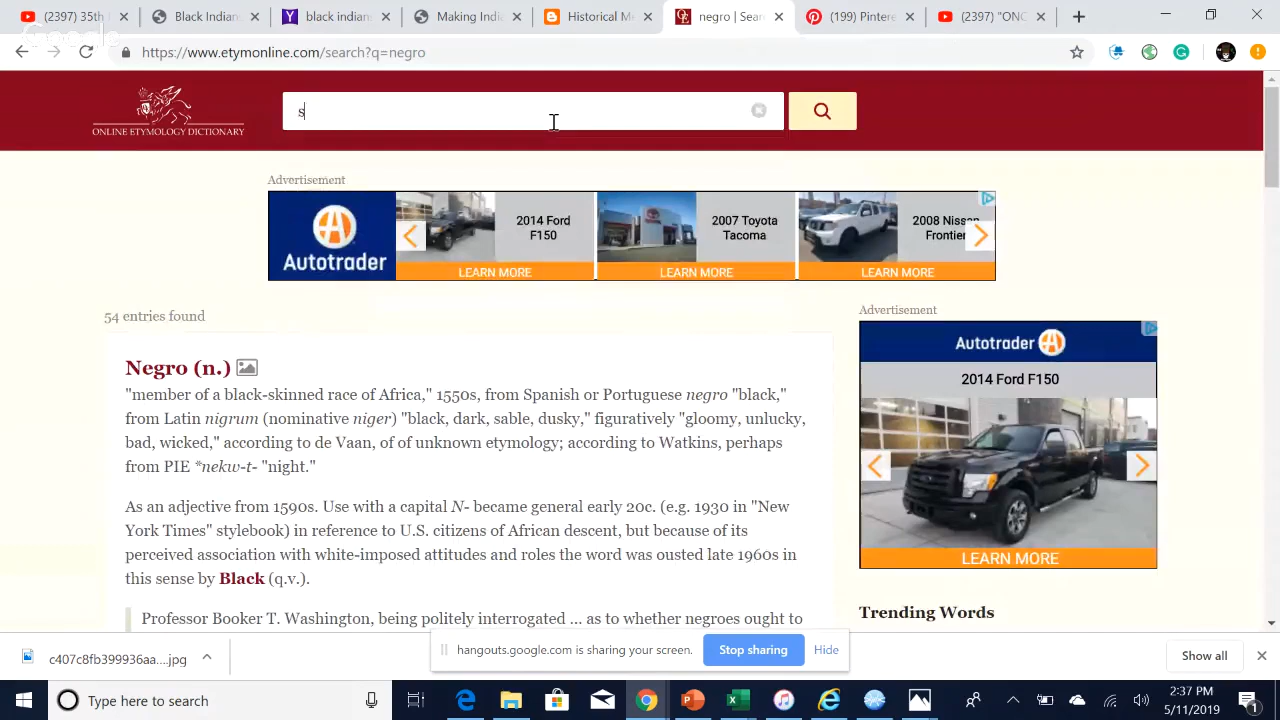 (2397) 35th
Black Indian
black indians
Making Indi
Historical M
negro | Sear
(199) Pintere
(2397) "ONC
https://www.etymonline.com/search?q=negro
ONLINE ETYMOLOGY DICTIONARY
s
Advertisement
Autotrader
2014 Ford F150
LEARN MORE
2007 Toyota Tacoma
LEARN MORE
2008 Nissan Frontier
LEARN MORE
54 entries found
Negro (n.)
"member of a black-skinned race of Africa," 1550s, from Spanish or Portuguese negro "black,"
from Latin nigrum (nominative niger) "black, dark, sable, dusky," figuratively "gloomy, unlucky,
bad, wicked," according to de Vaan, of of unknown etymology; according to Watkins, perhaps
from PIE *nekw-t- "night."
As an adjective from 1590s. Use with a capital N- became general early 20c. (e.g. 1930 in "New
York Times" stylebook) in reference to U.S. citizens of African descent, but because of its
perceived association with white-imposed attitudes and roles the word was ousted late 1960s in
this sense by Black (q.v.).
Professor Booker T. Washington, being politely interrogated ... as to whether negroes ought to
Advertisement
Autotrader
2014 Ford F150
LEARN MORE
Trending Words
hangouts.google.com is sharing your screen.
Stop sharing
Hide
c407c8fb399936aa....jpg
Show all
Type here to search
2:37 PM
5/11/2019
1